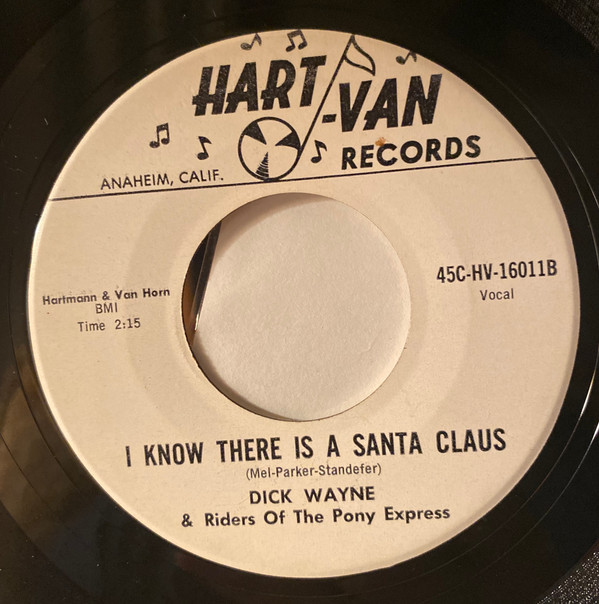 HART-VAN
RECORDS
ANAHEIM, CALIF.
Hartmann & Van Horn
BMI
Time 2:15
45C-HV-16011B
Vocal
I KNOW THERE IS A SANTA CLAUS
(Mel-Parker-Standefer)
DICK WAYNE
& Riders Of The Pony Express